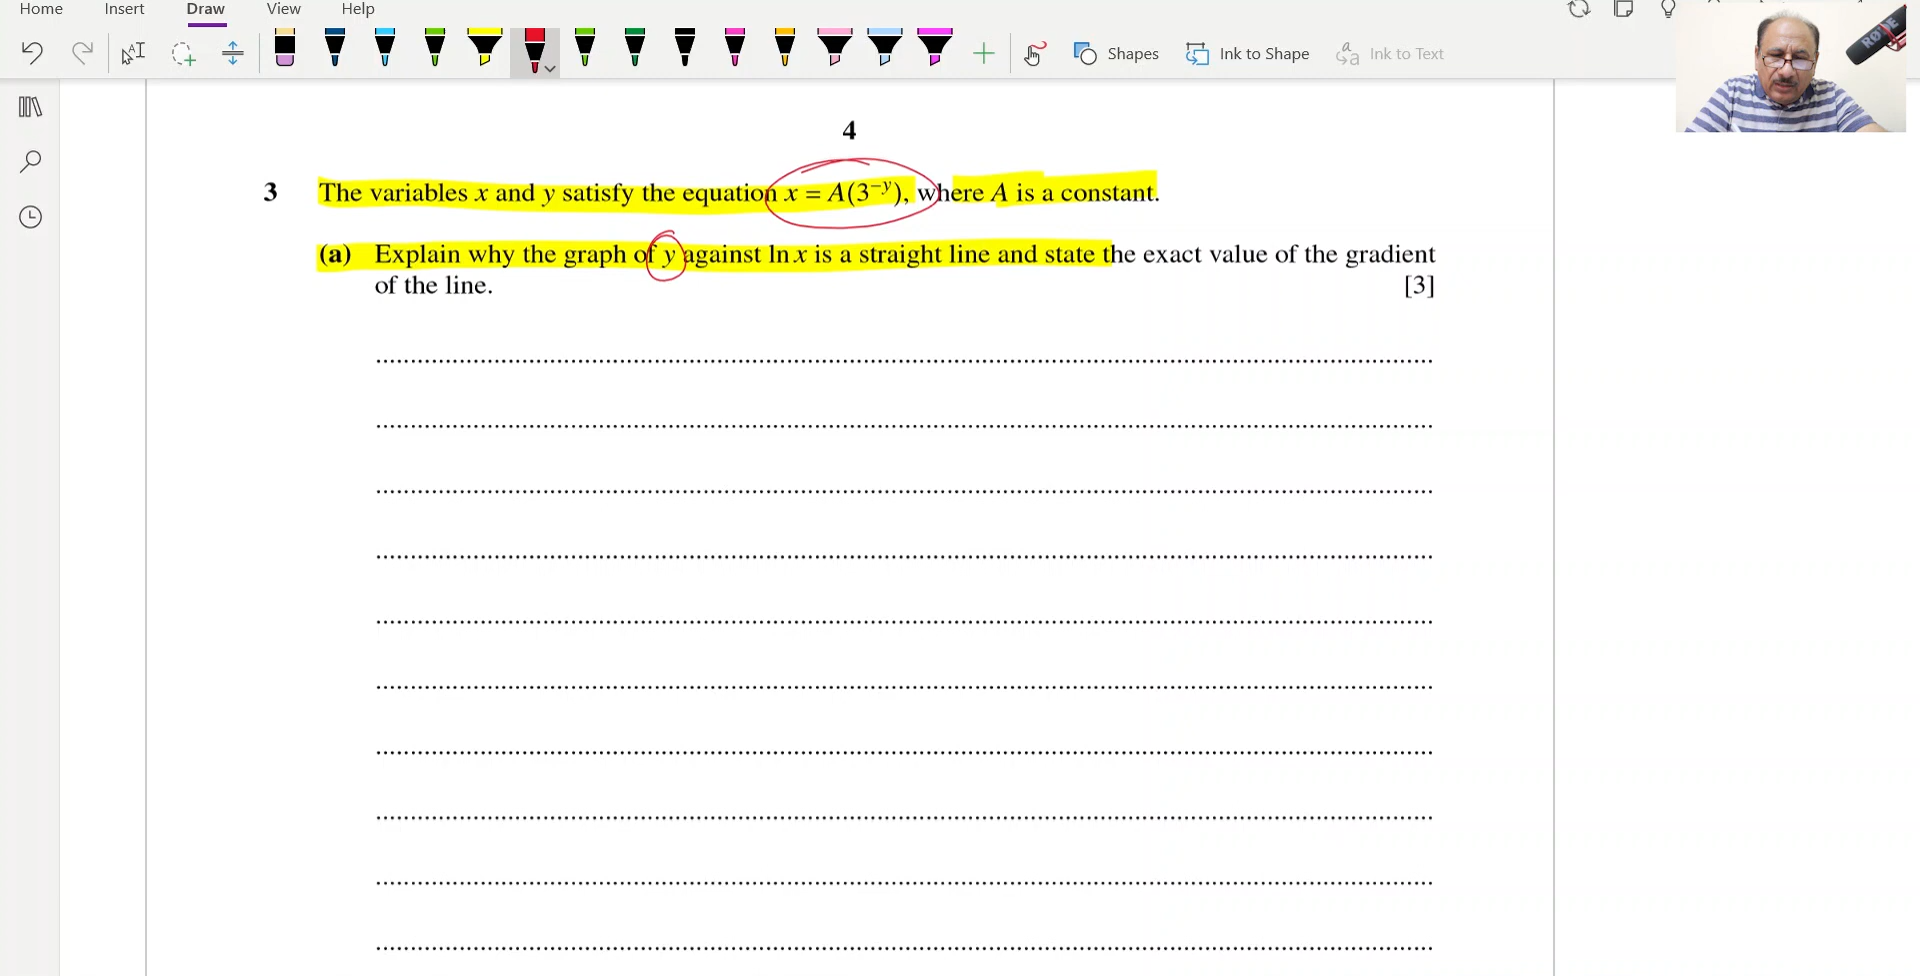 Home Insert Draw View Help
Shapes Ink to Shape Ink to Text
RØDE
4
3 The variables x and y satisfy the equation x = A(3⁻ʸ), where A is a constant.
(a) Explain why the graph of y against ln x is a straight line and state the exact value of the gradient
of the line. [3]